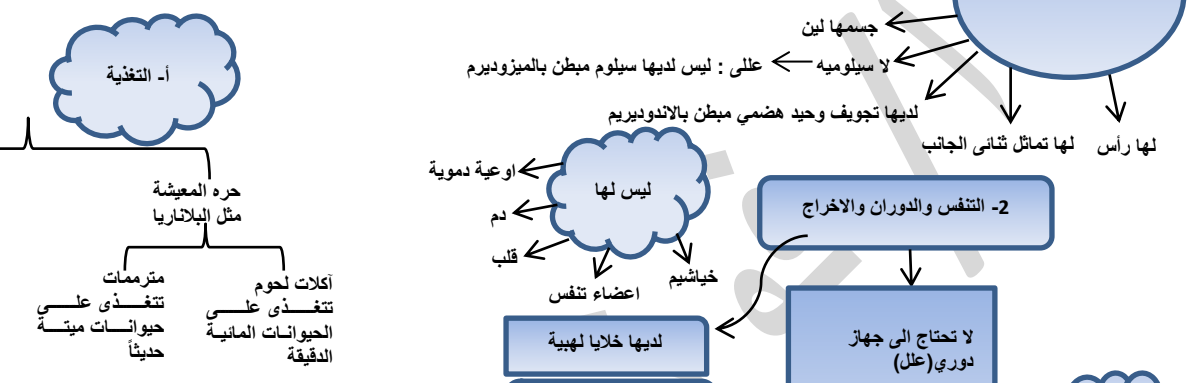 جسمها لين
لا سيلوميه
عللى : ليس لديها سيلوم مبطن بالميزوديرم
لديها تجويف وحيد هضمي مبطن بالاندوديريم
لها تماثل ثنائى الجانب
لها رأس
2- التنفس والدوران والاخراج
ليس لها
اوعية دموية
دم
قلب
اعضاء تنفس
خياشيم
لديها خلايا لهبية
لا تحتاج الى جهاز
دوري(علل)
أ- التغذية
حره المعيشة
مثل البلاناريا
آكلات لحوم
تتغذى على
الحيوانات المائية
الدقيقة
مترممات
تتغذى على
حيوانات ميتة
حديثاً